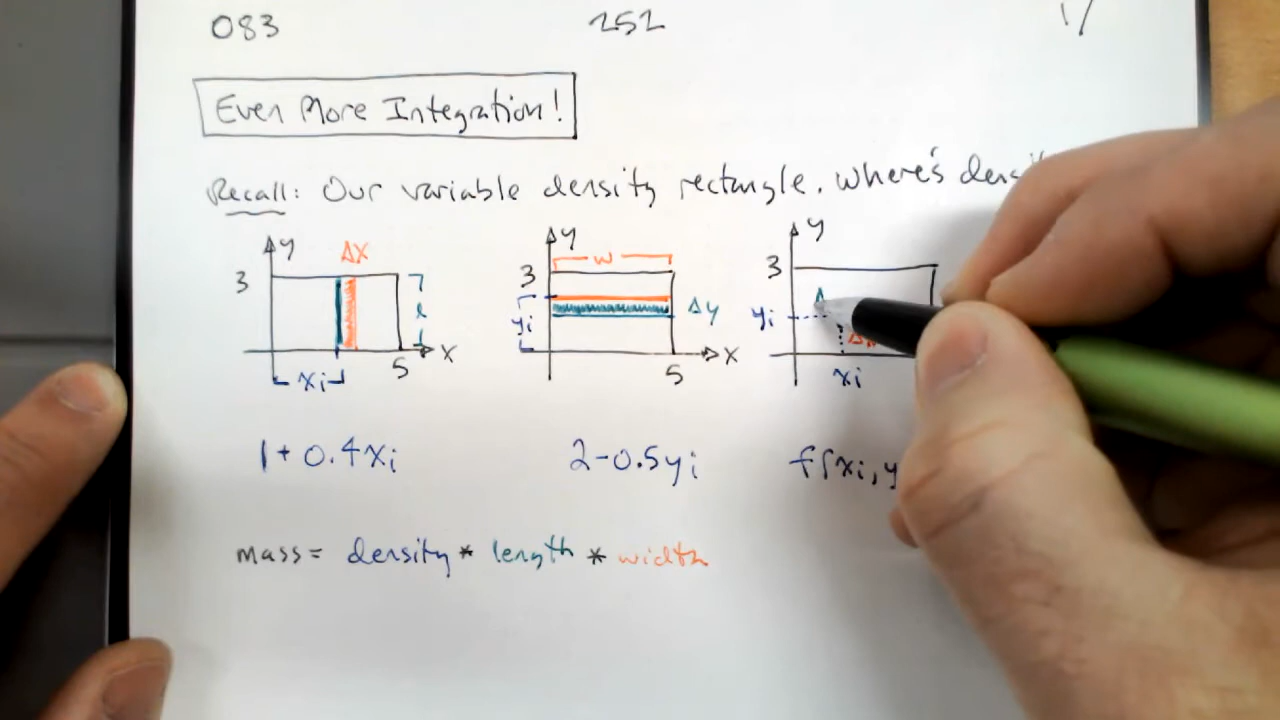 083 252 1/
Even More Integration!
Recall: Our variable density rectangle. Where's
y Δx 3 l x 5 xi
y w 3 yi Δy x 5
y 3 yi Δ xi
1+0.4xi 2-0.5yi f(xi,y
mass= density * length * width